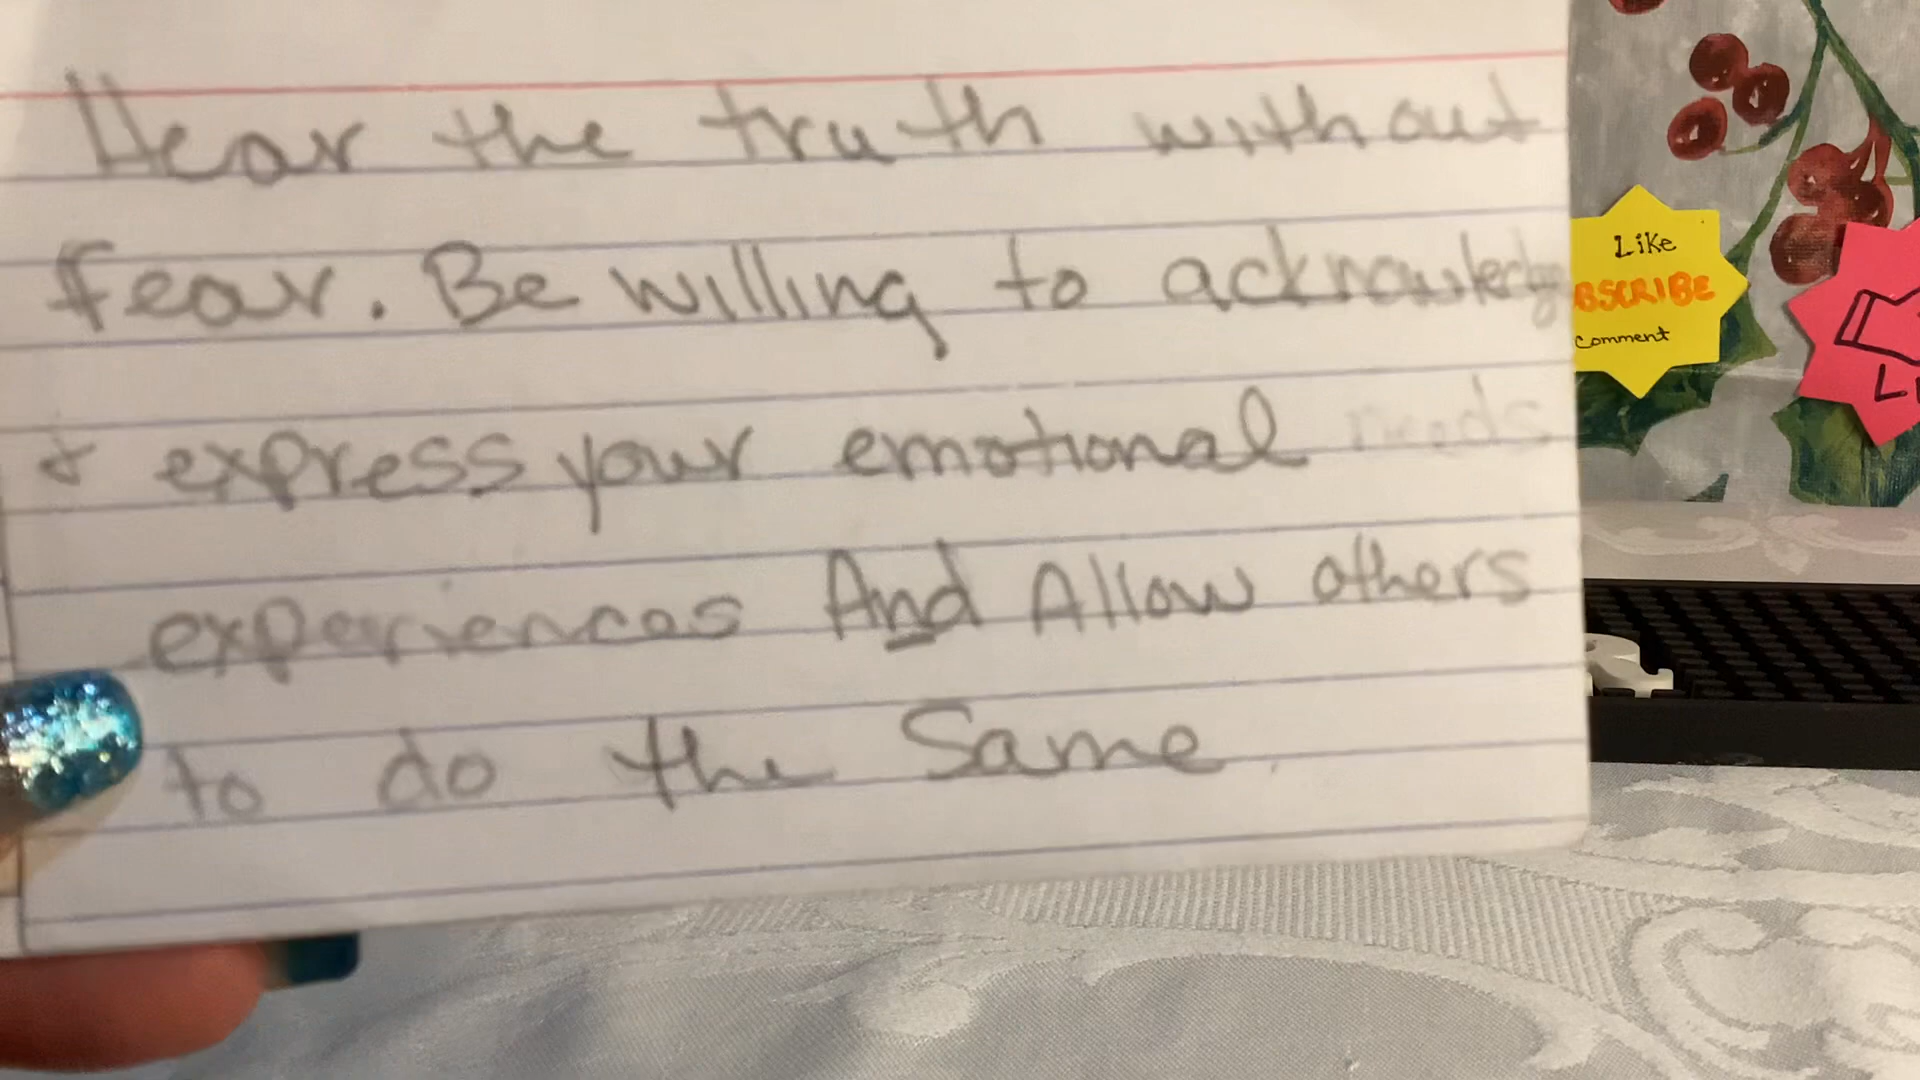 Hear the truth without
fear. Be willing to acknowledge
& express your emotional needs
experiences And Allow others
to do the Same.
Like
BSCRIBE
Comment